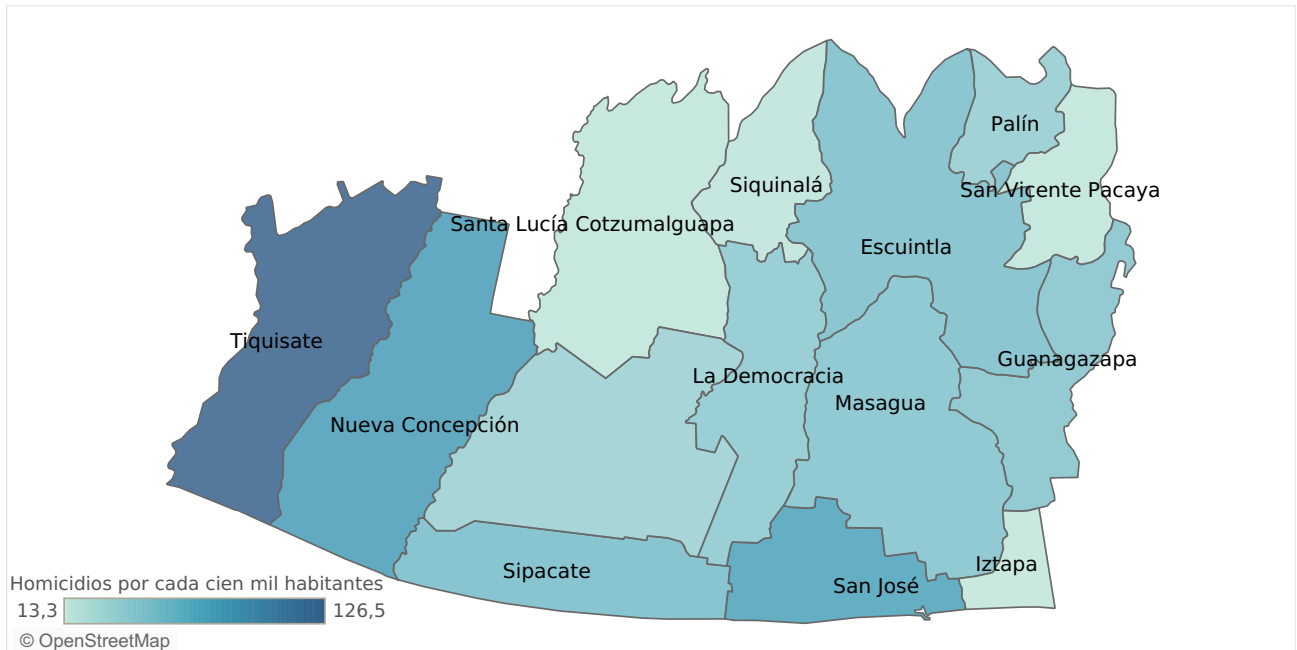 Palín
Siquinalá
San Vicente Pacaya
Santa Lucía Cotzumalguapa
Escuintla
Tiquisate
Guanagazapa
La Democracia
Masagua
Nueva Concepción
Iztapa
Sipacate
San José
Homicidios por cada cien mil habitantes
13,3 126,5
© OpenStreetMap